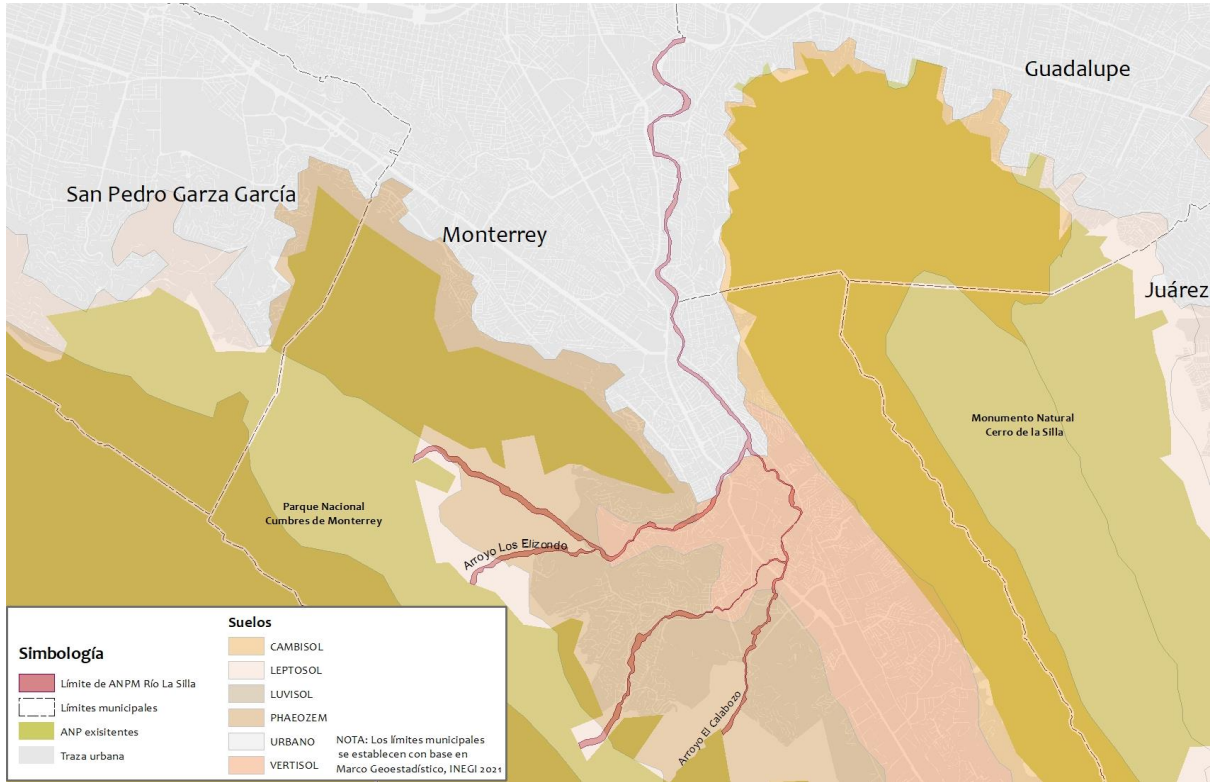 Guadalupe
San Pedro Garza García
Monterrey
Juárez
Monumento Natural
Cerro de la Silla
Parque Nacional
Cumbres de Monterrey
Arroyo Los Elizondo
Arroyo El Calabozo
Simbología
Límite de ANPM Río La Silla
Límites municipales
ANP exisitentes
Traza urbana
Suelos
CAMBISOL
LEPTOSOL
LUVISOL
PHAEOZEM
URBANO
VERTISOL
NOTA: Los límites municipales
se establecen con base en
Marco Geoestadístico, INEGI 2021